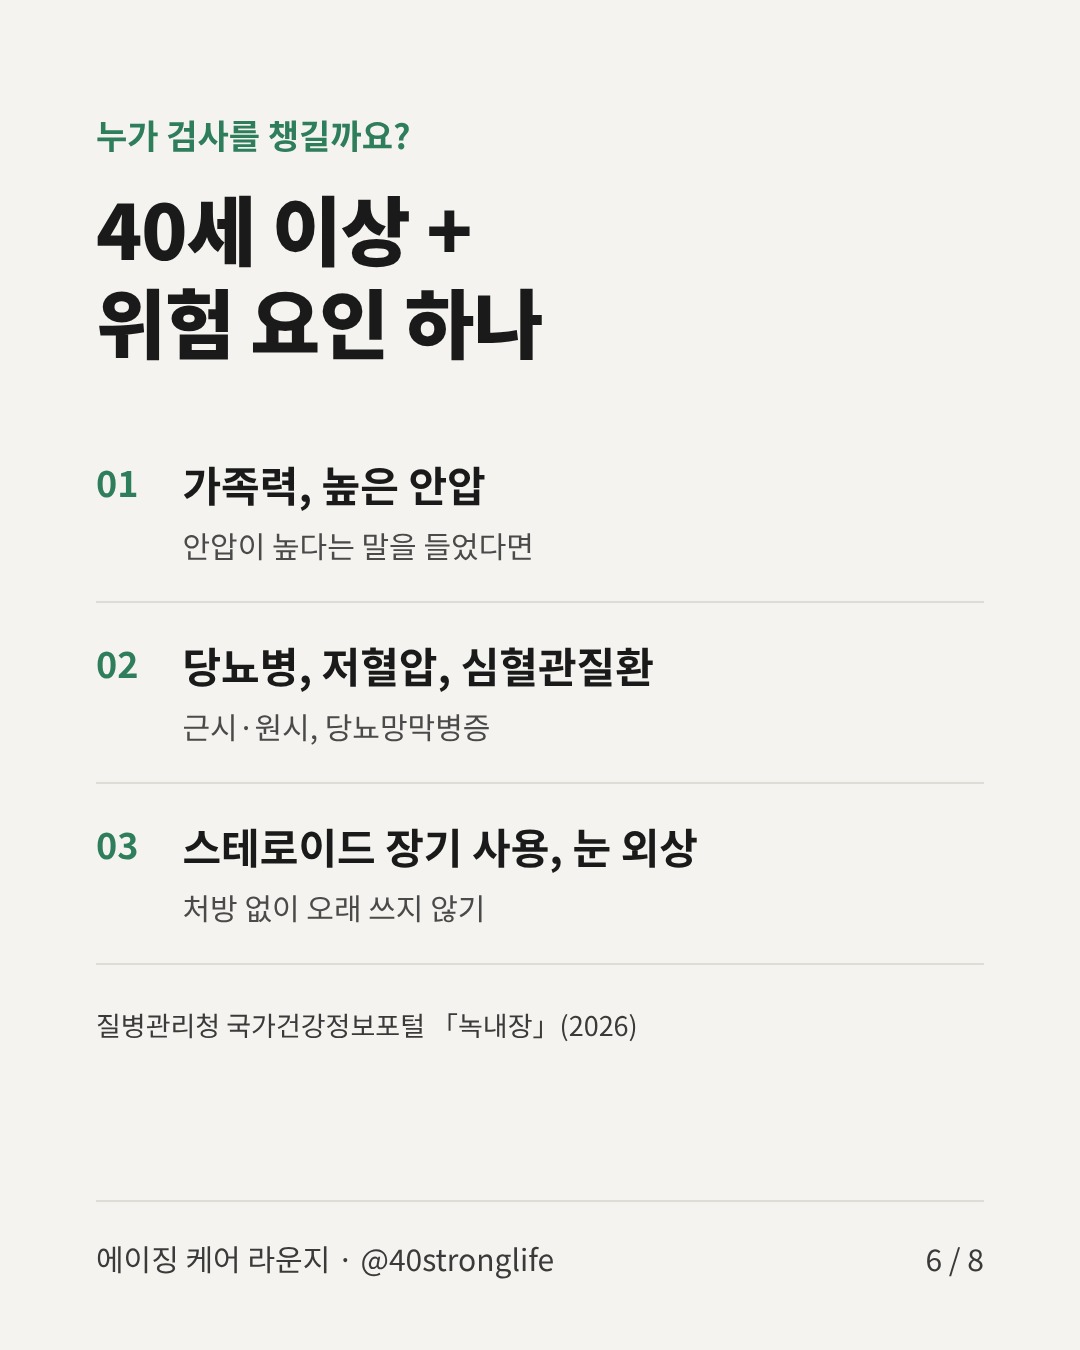 누가 검사를 챙길까요?
40세 이상 +
위험 요인 하나
01 가족력, 높은 안압
안압이 높다는 말을 들었다면
02 당뇨병, 저혈압, 심혈관질환
근시·원시, 당뇨망막병증
03 스테로이드 장기 사용, 눈 외상
처방 없이 오래 쓰지 않기
질병관리청 국가건강정보포털 「녹내장」(2026)
에이징 케어 라운지 · @40stronglife 6 / 8